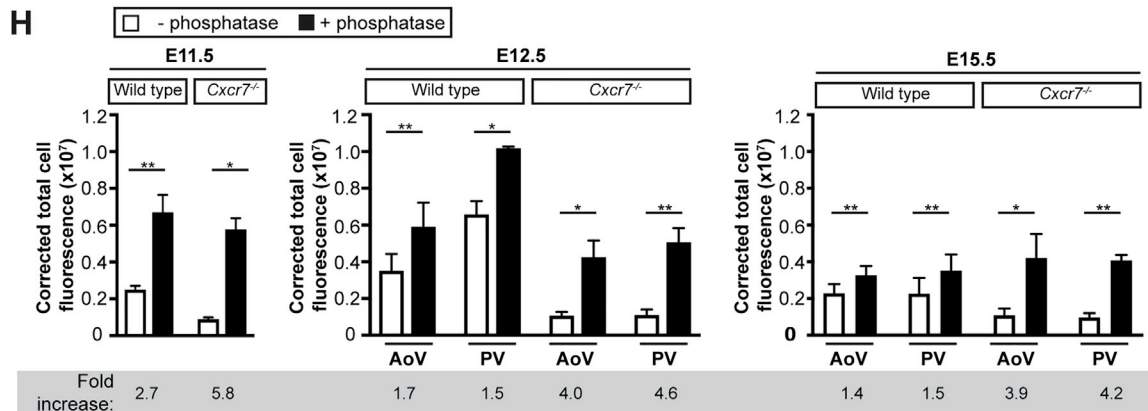 H
- phosphatase + phosphatase
E11.5
Wild type Cxcr7-/-
Corrected total cell
fluorescence (x10⁷)
1.2
1.0
0.8
0.6
0.4
0.2
0
** *
E12.5
Wild type Cxcr7-/-
Corrected total cell
fluorescence (x10⁷)
1.2
1.0
0.8
0.6
0.4
0.2
0
** * * **
AoV PV AoV PV
E15.5
Wild type Cxcr7-/-
Corrected total cell
fluorescence (x10⁷)
1.2
1.0
0.8
0.6
0.4
0.2
0
** ** * **
AoV PV AoV PV
Fold
increase: 2.7 5.8 1.7 1.5 4.0 4.6 1.4 1.5 3.9 4.2